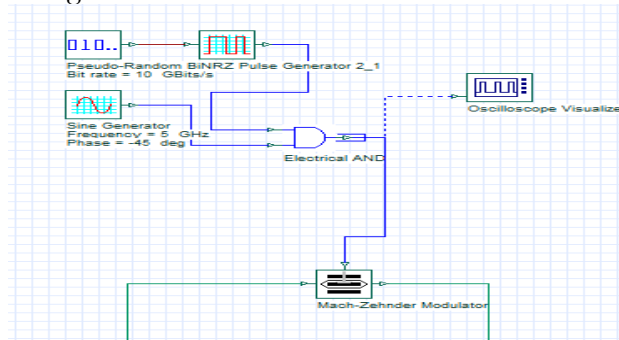 010..
Pseudo-Random BiNRZ Pulse Generator 2_1
Bit rate = 10 GBits/s
Sine Generator
Frequency = 5 GHz
Phase = -45 deg
Electrical AND
Oscilloscope Visualize
Mach-Zehnder Modulator